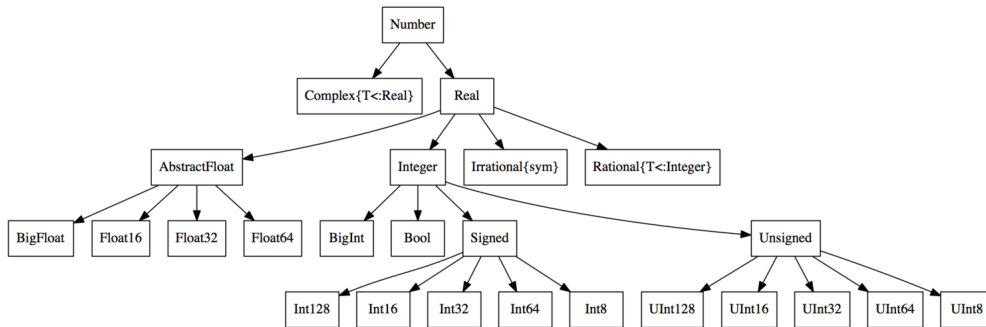 Number
Complex{T<:Real}
Real
AbstractFloat
Integer
Irrational{sym}
Rational{T<:Integer}
BigFloat
Float16
Float32
Float64
BigInt
Bool
Signed
Unsigned
Int128
Int16
Int32
Int64
Int8
UInt128
UInt16
UInt32
UInt64
UInt8